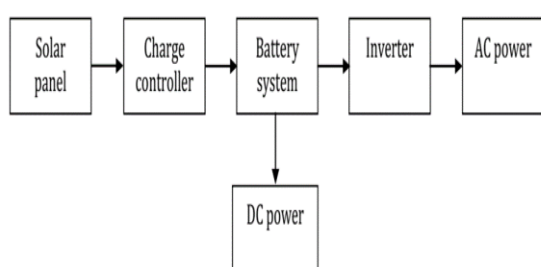 Solar
panel
Charge
controller
Battery
system
Inverter
AC power
DC power